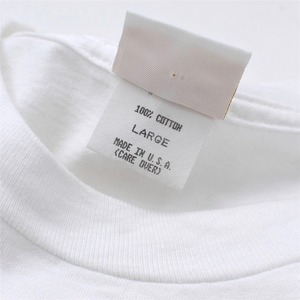 100% COTTON
LARGE
MADE IN U.S.A.
(CARE OVER)